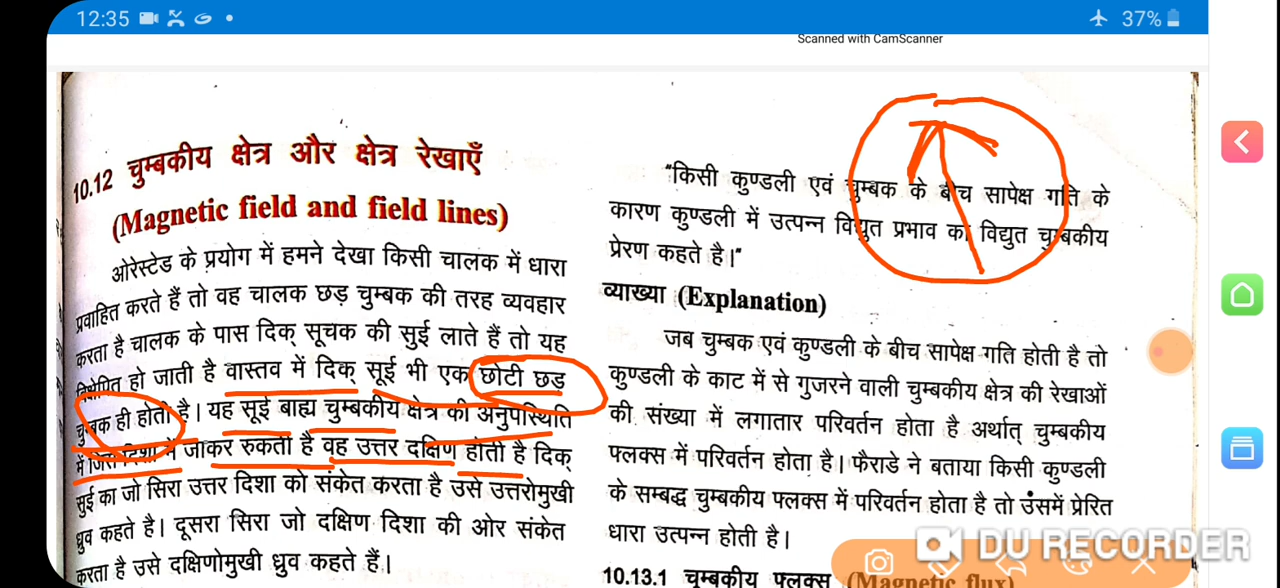 12:35
37%
Scanned with CamScanner
10.12 चुम्बकीय क्षेत्र और क्षेत्र रेखाएँ
(Magnetic field and field lines)
ओरेस्टेड के प्रयोग में हमने देखा किसी चालक में धारा
प्रवाहित करते हैं तो वह चालक छड़ चुम्बक की तरह व्यवहार
करता है चालक के पास दिक् सूचक की सुई लाते हैं तो यह
विक्षेपित हो जाती है वास्तव में दिक् सूई भी एक छोटी छड़
चुम्बक ही होती है। यह सूई बाह्य चुम्बकीय क्षेत्र की अनुपस्थिति
में जिस दिशा में जाकर रुकती है वह उत्तर दक्षिण होती है दिक्
सुई का जो सिरा उत्तर दिशा को संकेत करता है उसे उत्तरोमुखी
ध्रुव कहते है। दूसरा सिरा जो दक्षिण दिशा की ओर संकेत
करता है उसे दक्षिणोमुखी ध्रुव कहते हैं।
"किसी कुण्डली एवं चुम्बक के बीच सापेक्ष गति के
कारण कुण्डली में उत्पन्न विद्युत प्रभाव को विद्युत चुम्बकीय
प्रेरण कहते है।"
व्याख्या (Explanation)
जब चुम्बक एवं कुण्डली के बीच सापेक्ष गति होती है तो
कुण्डली के काट में से गुजरने वाली चुम्बकीय क्षेत्र की रेखाओं
की संख्या में लगातार परिवर्तन होता है अर्थात् चुम्बकीय
फ्लक्स में परिवर्तन होता है। फैराडे ने बताया किसी कुण्डली
के सम्बद्ध चुम्बकीय फ्लक्स में परिवर्तन होता है तो उसमें प्रेरित
धारा उत्पन्न होती है।
10.13.1 चुम्बकीय फ्लक्स (Magnetic flux)
DU RECORDER